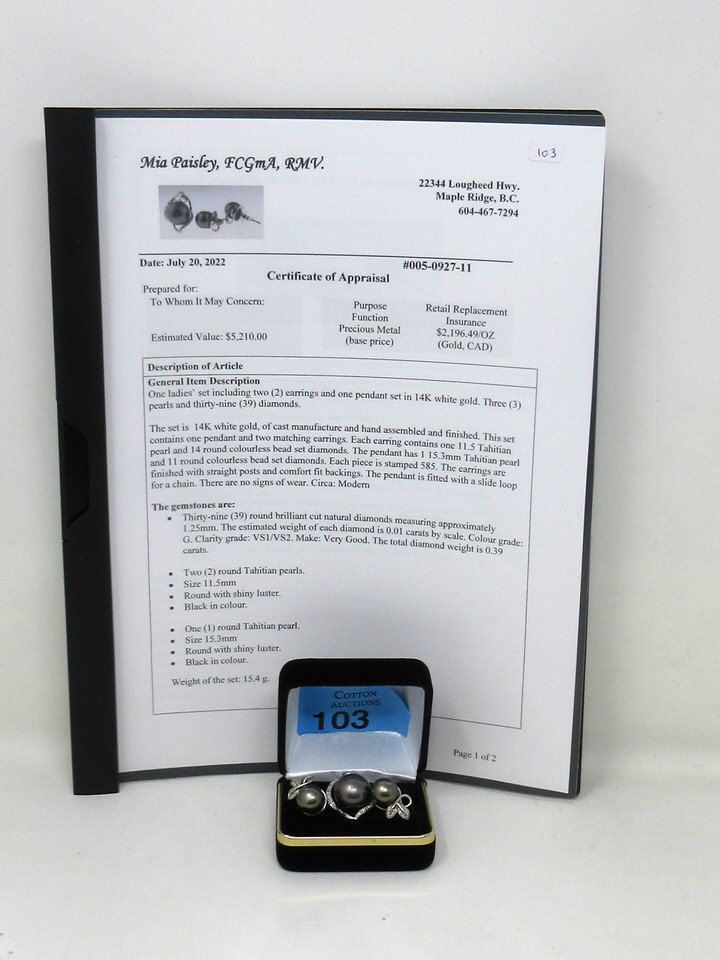 103
Mia Paisley, FCGmA, RMV.
22344 Lougheed Hwy.
Maple Ridge, B.C.
604-467-7294
Date: July 20, 2022
#005-0927-11
Certificate of Appraisal
Prepared for:
To Whom It May Concern:
Estimated Value: $5,210.00
Purpose
Function
Precious Metal
(base price)
Retail Replacement
Insurance
$2,196.49/OZ
(Gold, CAD)
Description of Article
General Item Description
One ladies' set including two (2) earrings and one pendant set in 14K white gold. Three (3)
pearls and thirty-nine (39) diamonds.
The set is 14K white gold, of cast manufacture and hand assembled and finished. This set
contains one pendant and two matching earrings. Each earring contains one 11.5 Tahitian
pearl and 14 round colourless bead set diamonds. The pendant has 1 15.3mm Tahitian pearl
and 11 round colourless bead set diamonds. Each piece is stamped 585. The earrings are
finished with straight posts and comfort fit backings. The pendant is fitted with a slide loop
for a chain. There are no signs of wear. Circa: Modern
The gemstones are:
• Thirty-nine (39) round brilliant cut natural diamonds measuring approximately
1.25mm. The estimated weight of each diamond is 0.01 carats by scale. Colour grade:
G. Clarity grade: VS1/VS2. Make: Very Good. The total diamond weight is 0.39
carats.
• Two (2) round Tahitian pearls.
• Size 11.5mm
• Round with shiny luster.
• Black in colour.
• One (1) round Tahitian pearl.
• Size 15.3mm
• Round with shiny luster.
• Black in colour.
Weight of the set: 15.4 g.
Page 1 of 2
COTTON
AUCTIONS
103